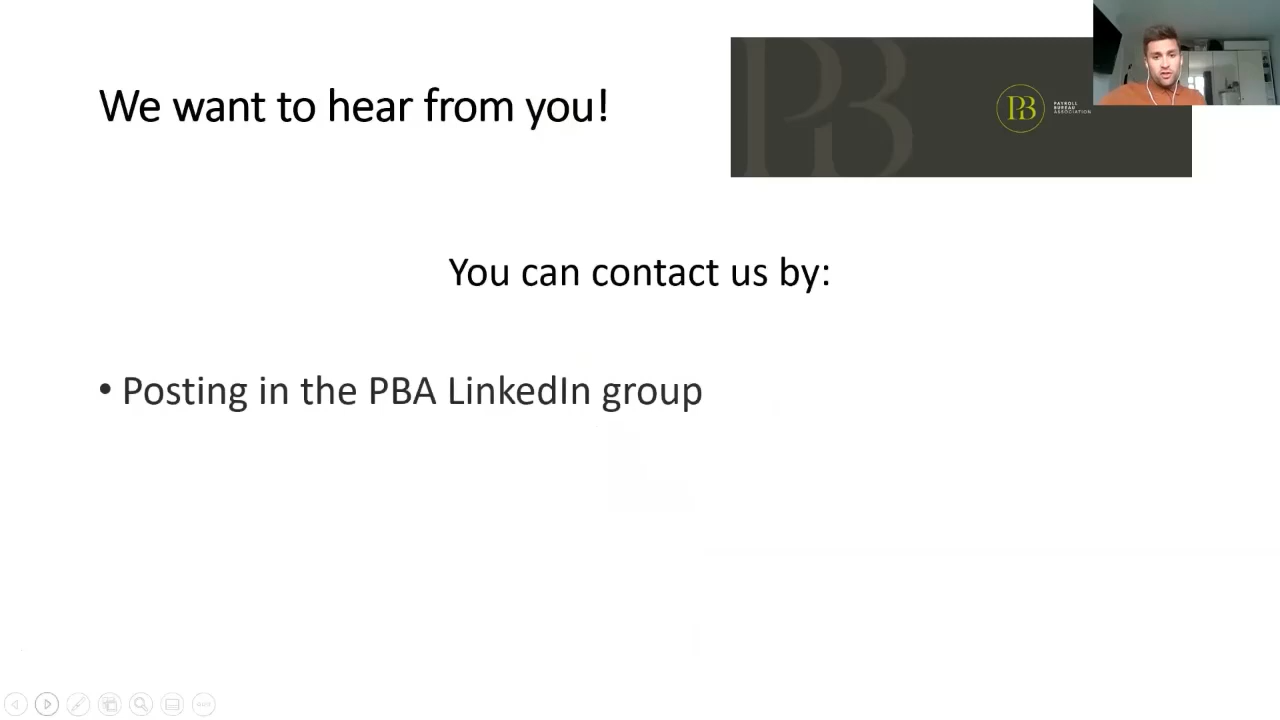 We want to hear from you!
PB
PB
PAYROLL
BUREAU
ASSOCIATION
You can contact us by:
• Posting in the PBA LinkedIn group